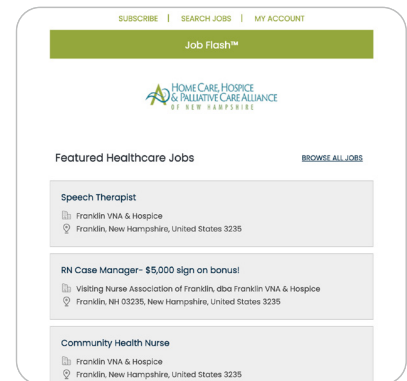 SUBSCRIBE | SEARCH JOBS | MY ACCOUNT
Job Flash™
HOME CARE, HOSPICE
& PALLIATIVE CARE ALLIANCE
OF NEW HAMPSHIRE
Featured Healthcare Jobs BROWSE ALL JOBS
Speech Therapist
Franklin VNA & Hospice
Franklin, New Hampshire, United States 3235
RN Case Manager- $5,000 sign on bonus!
Visiting Nurse Association of Franklin, dba Franklin VNA & Hospice
Franklin, NH 03235, New Hampshire, United States 3235
Community Health Nurse
Franklin VNA & Hospice
Franklin, New Hampshire, United States 3235